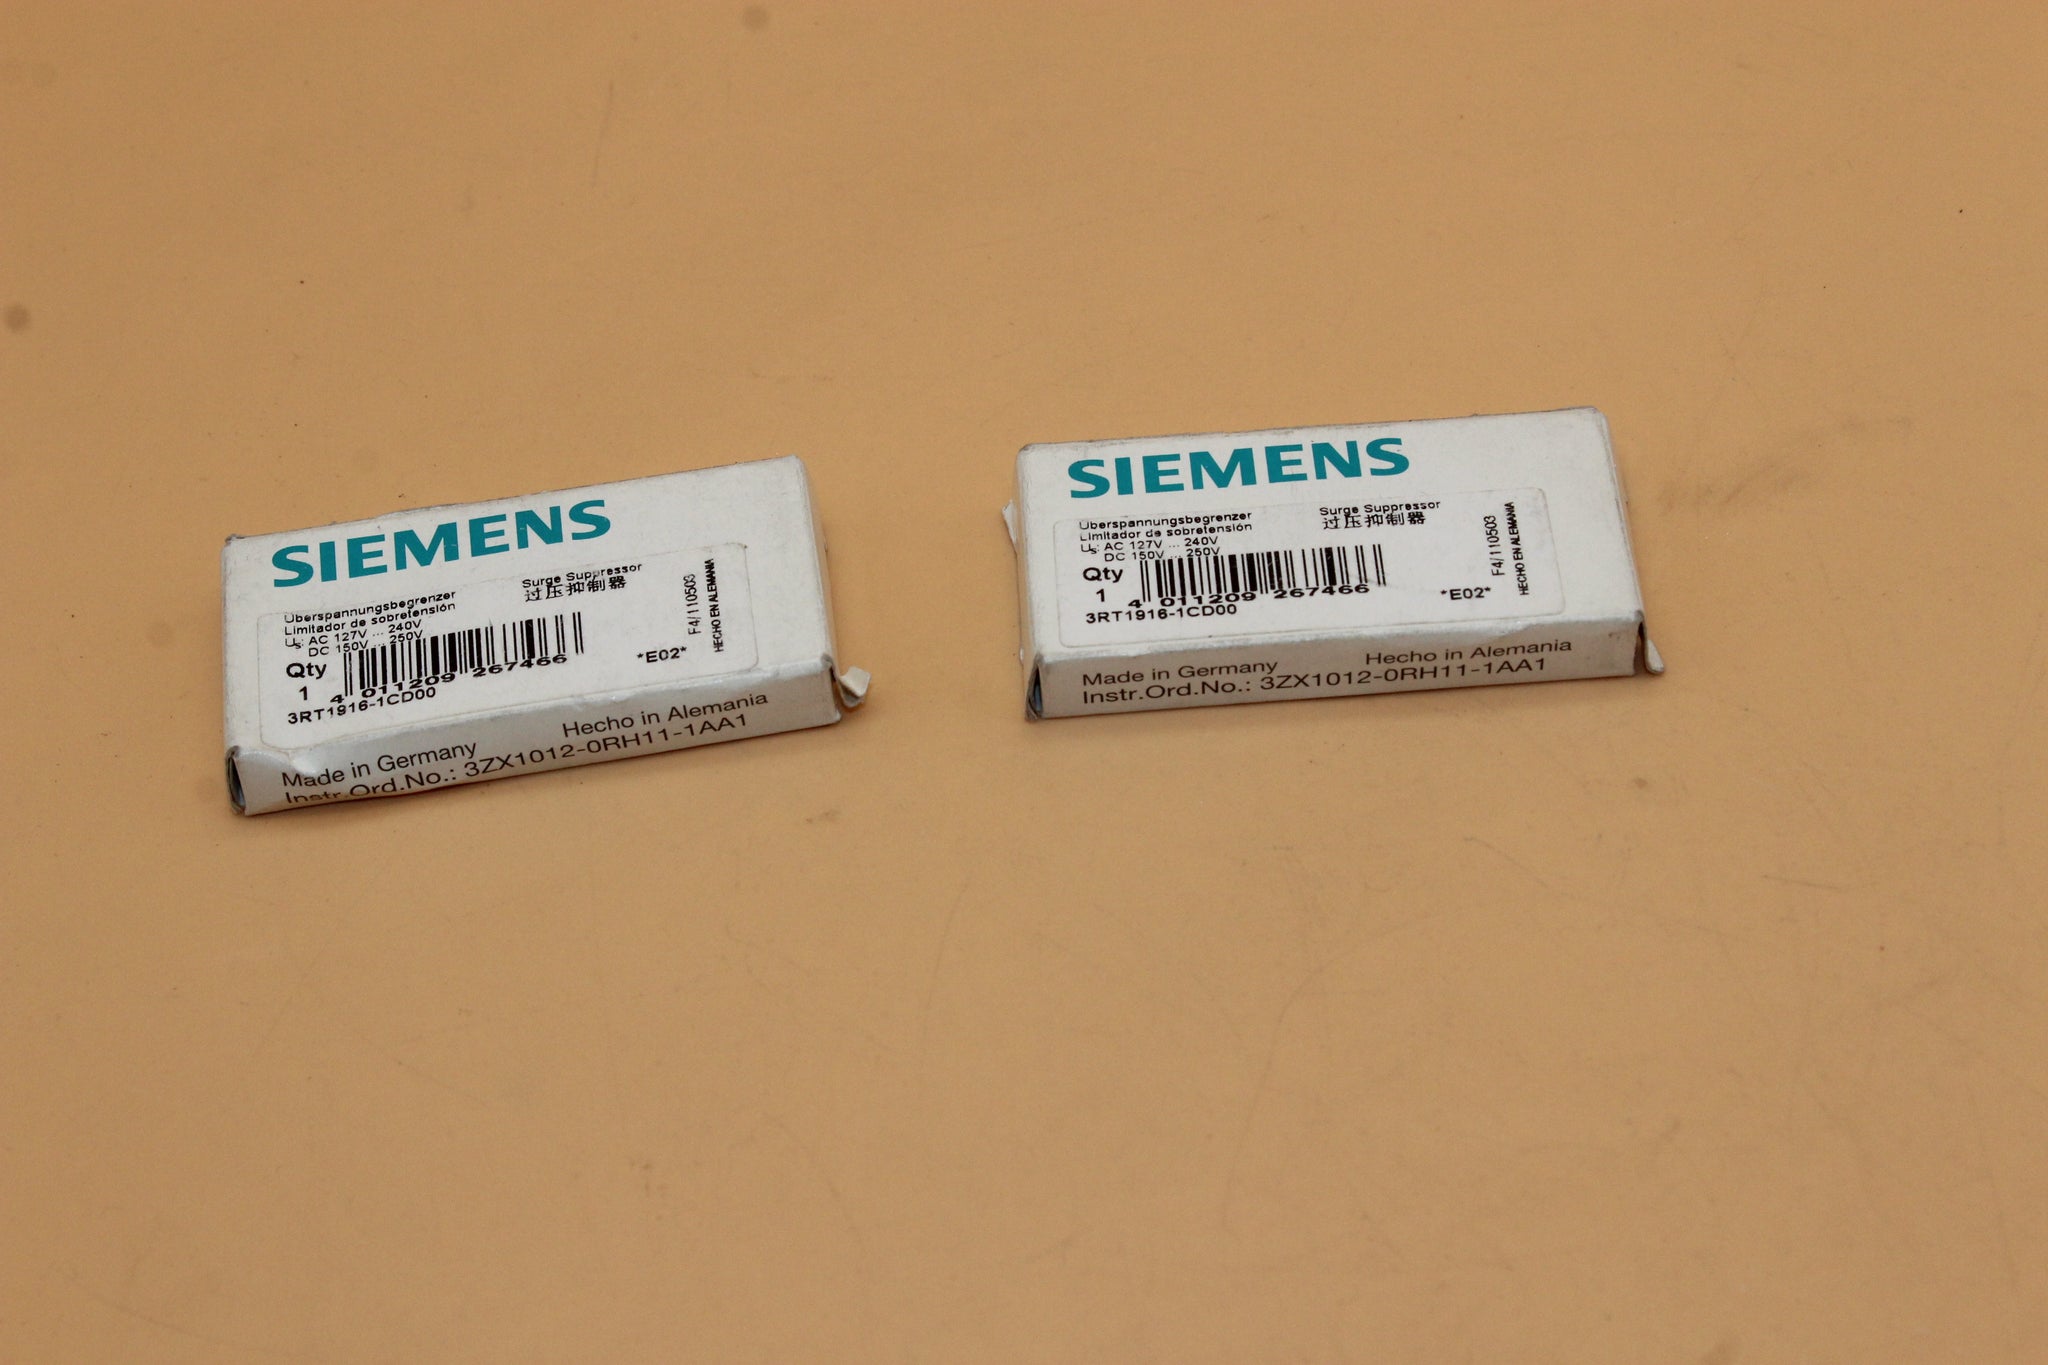 SIEMENS
Überspannungsbegrenzer
Surge Suppressor
Limitador de sobretensión
过压抑制器
Us: AC 127V ... 240V
DC 150V ... 250V
Qty
1
4 011209 267466
3RT1916-1CD00
*E02*
F4/110503
HECHO EN ALEMANIA
Made in Germany
Hecho in Alemania
Instr.Ord.No.: 3ZX1012-0RH11-1AA1
SIEMENS
Überspannungsbegrenzer
Surge Suppressor
Limitador de sobretensión
过压抑制器
Us: AC 127V ... 240V
DC 150V ... 250V
Qty
1
4 011209 267466
3RT1916-1CD00
*E02*
F4/110503
HECHO EN ALEMANIA
Made in Germany
Hecho in Alemania
Instr.Ord.No.: 3ZX1012-0RH11-1AA1